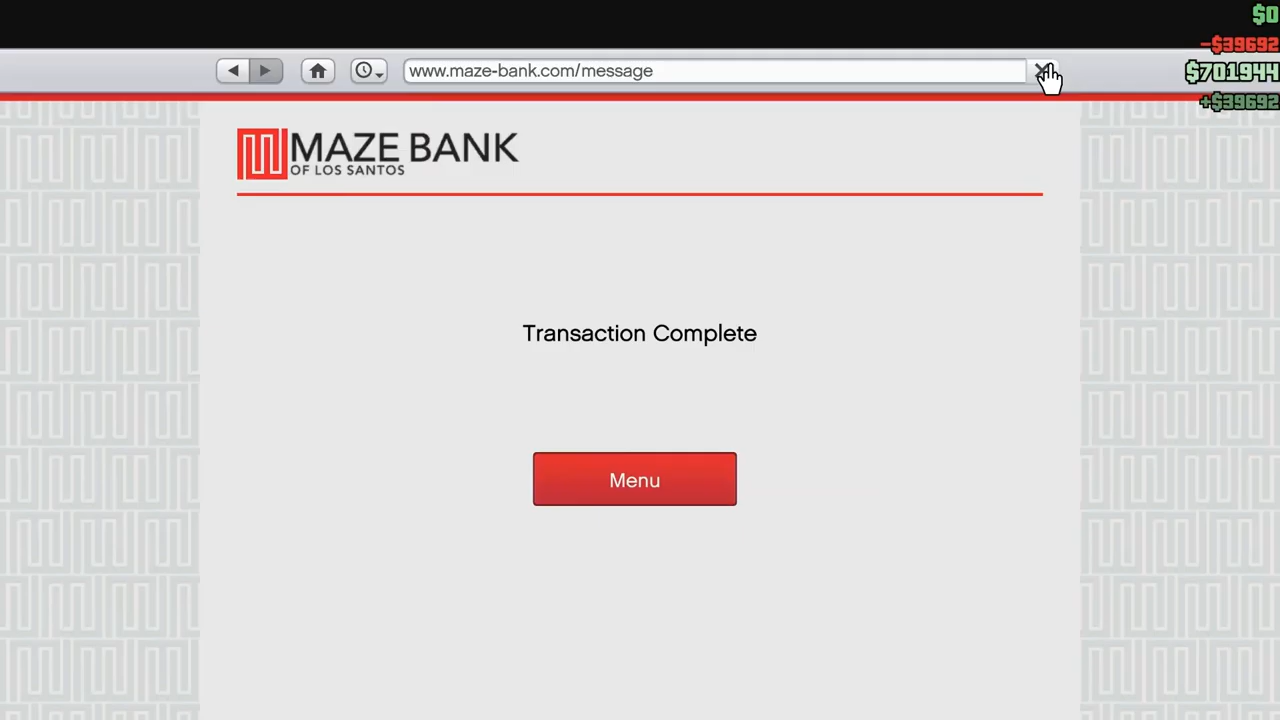 $0
-$39692
www.maze-bank.com/message
$701944
+$39692
MAZE BANK
OF LOS SANTOS
Transaction Complete
Menu